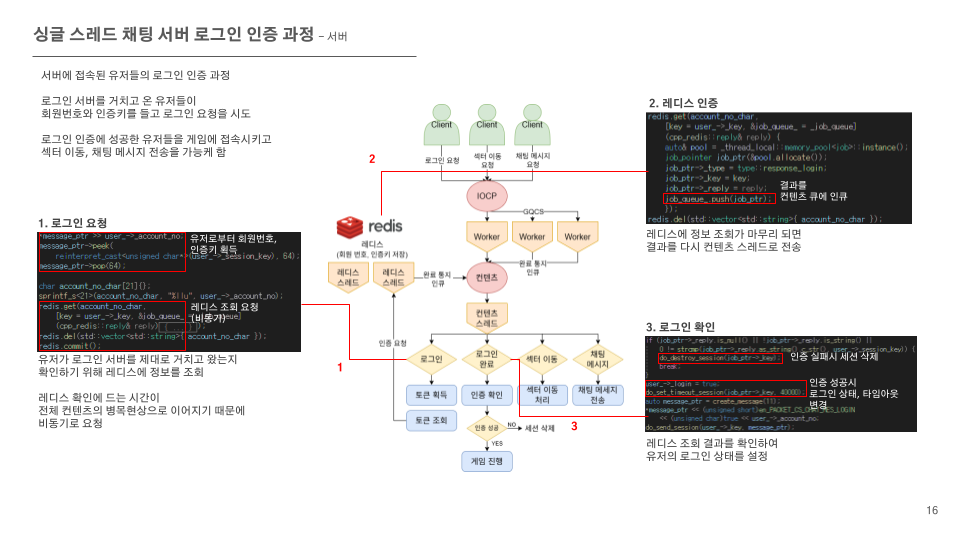 싱글 스레드 채팅 서버 로그인 인증 과정 – 서버
서버에 접속된 유저들의 로그인 인증 과정
로그인 서버를 거치고 온 유저들이
회원번호와 인증키를 들고 로그인 요청을 시도
로그인 인증에 성공한 유저들을 게임에 접속시키고
섹터 이동, 채팅 메시지 전송을 가능케 함
1. 로그인 요청
*message_ptr >> user_->_account_no;
message_ptr->peek(
reinterpret_cast<unsigned char*>(user_->_session_key), 64);
message_ptr->pop(64);
유저로부터 회원번호,
인증키 획득
char account_no_char[21]{};
sprintf_s<21>(account_no_char, "%llu", user_->_account_no);
redis.get(account_no_char,
[key = user_->_key, &job_queue_
(cpp_redis::reply& reply) {...});
redis.del(std::vector<std::string>{ account_no_char });
redis.commit();
레디스 조회 요청
(비동기)
유저가 로그인 서버를 제대로 거치고 왔는지
확인하기 위해 레디스에 정보를 조회
레디스 확인에 드는 시간이
전체 컨텐츠의 병목현상으로 이어지기 때문에
비동기로 요청
Client
Client
Client
로그인 요청
섹터 이동
요청
채팅 메시지
요청
2
IOCP
GQCS
redis
레디스
(회원 번호, 인증키 저장)
Worker
Worker
Worker
레디스
스레드
레디스
스레드
완료 통지
인큐
완료 통지
인큐
컨텐츠
컨텐츠
스레드
인증 요청
1
로그인
로그인
완료
섹터 이동
채팅
메시지
토큰 획득
인증 확인
섹터 이동
처리
채팅 메세지
전송
토큰 조회
인증 성공
NO
세션 삭제
3
YES
게임 진행
2. 레디스 인증
redis.get(account_no_char,
[key = user_->_key, &job_queue_ = _job_queue]
(cpp_redis::reply& reply) {
auto& pool = _thread_local::memory_pool<job>::instance();
job_pointer job_ptr(&pool.allocate());
job_ptr->_type = type::response_login;
job_ptr->_key = key;
job_ptr->_reply = reply;
job_queue_.push(job_ptr);
});
redis.del(std::vector<std::string>{ account_no_char });
결과를
컨텐츠 큐에 인큐
레디스에 정보 조회가 마무리 되면
결과를 다시 컨텐츠 스레드로 전송
3. 로그인 확인
if (job_ptr->_reply.is_null() || !job_ptr->_reply.is_string() ||
0 != strncmp(job_ptr->_reply.as_string().c_str(), user_->_session_key)) {
do_destroy_session(job_ptr->_key);
break;
인증 실패시 세션 삭제
user_->_login = true;
do_set_timeout_session(job_ptr->_key, 40000);
auto message_ptr = create_message(11);
*message_ptr << (unsigned short)
<< (unsigned char)true << user_->_account_no;
do_send_session(user_->_key, message_ptr);
인증 성공시
로그인 상태, 타임아웃
변경
레디스 조회 결과를 확인하여
유저의 로그인 상태를 설정
16